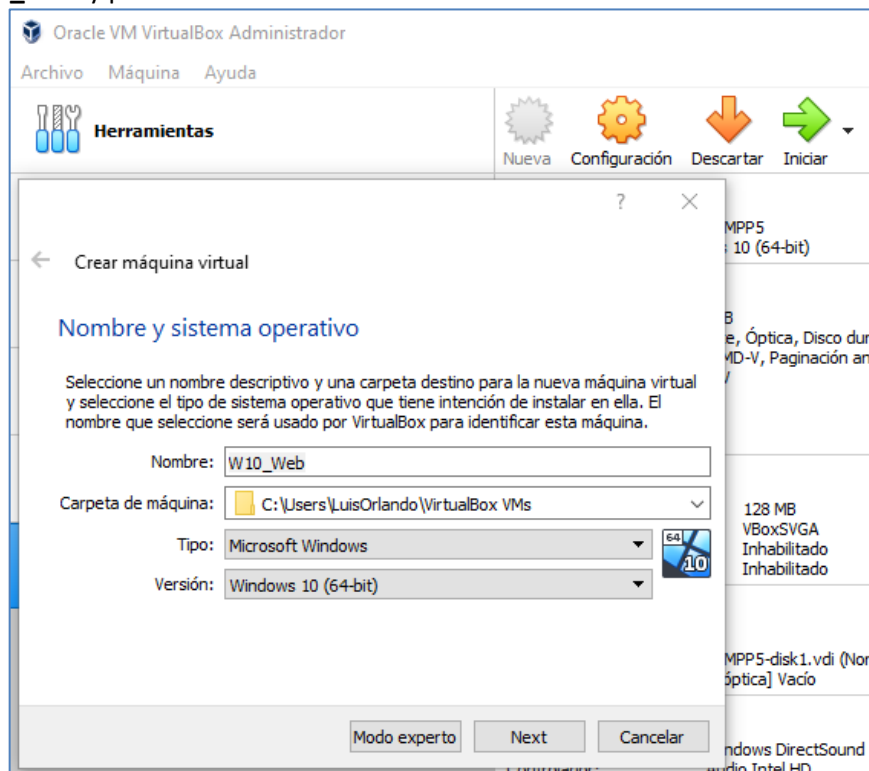 Oracle VM VirtualBox Administrador
Archivo Máquina Ayuda
Herramientas
Nueva Configuración Descartar Iniciar
? ×
MPP5
10 (64-bit)
Crear máquina virtual
Nombre y sistema operativo
B
e, Óptica, Disco dur
MD-V, Paginación an
Seleccione un nombre descriptivo y una carpeta destino para la nueva máquina virtual
y seleccione el tipo de sistema operativo que tiene intención de instalar en ella. El
nombre que seleccione será usado por VirtualBox para identificar esta máquina.
Nombre: W10_Web
Carpeta de máquina: C:\Users\LuisOrlando\VirtualBox VMs
128 MB
VBoxSVGA
Tipo: Microsoft Windows
64
10
Inhabilitado
Versión: Windows 10 (64-bit)
Inhabilitado
MPP5-disk1.vdi (Nor
óptica] Vacío
Modo experto Next Cancelar
ndows DirectSound
Audio Intel HD